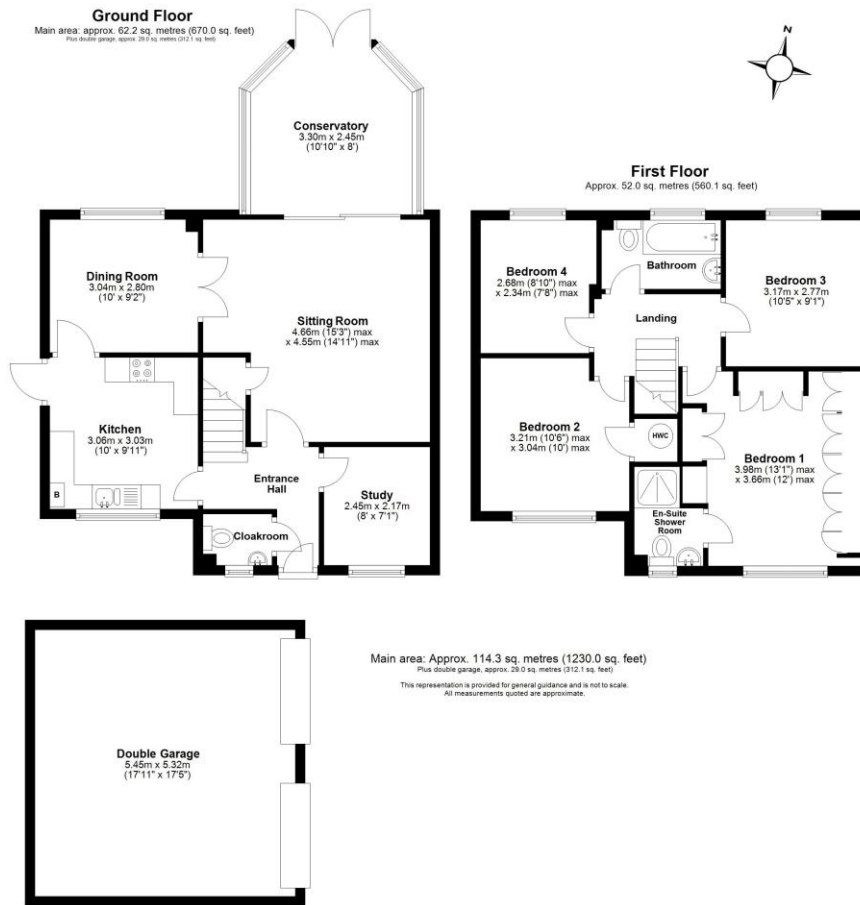 Ground Floor
Main area: approx. 62.2 sq. metres (670.0 sq. feet)
Plus double garage, approx. 29.0 sq. metres (312.1 sq. feet)
N
Conservatory
3.30m x 2.45m
(10'10" x 8')
Dining Room
3.04m x 2.80m
(10' x 9'2")
Sitting Room
4.66m (15'3") max
x 4.55m (14'11") max
Kitchen
3.06m x 3.03m
(10' x 9'11")
B
Entrance
Hall
Study
2.45m x 2.17m
(8' x 7'1")
Cloakroom
First Floor
Approx. 52.0 sq. metres (560.1 sq. feet)
Bedroom 4
2.68m (8'10") max
x 2.34m (7'8") max
Bathroom
Bedroom 3
3.17m x 2.77m
(10'5" x 9'1")
Landing
Bedroom 2
3.21m (10'6") max
x 3.04m (10') max
HWC
Bedroom 1
3.98m (13'1") max
x 3.66m (12') max
En-Suite
Shower
Room
Double Garage
5.45m x 5.32m
(17'11" x 17'5")
Main area: Approx. 114.3 sq. metres (1230.0 sq. feet)
Plus double garage, approx. 29.0 sq. metres (312.1 sq. feet)
This representation is provided for general guidance and is not to scale.
All measurements quoted are approximate.